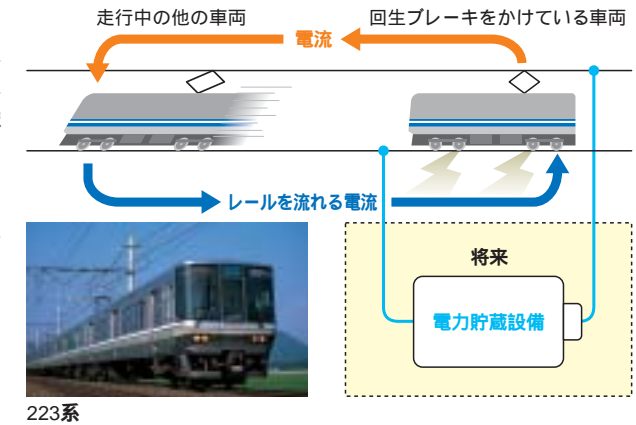 走行中の他の車両
回生ブレーキをかけている車両
電流
レールを流れる電流
将来
電力貯蔵設備
223系